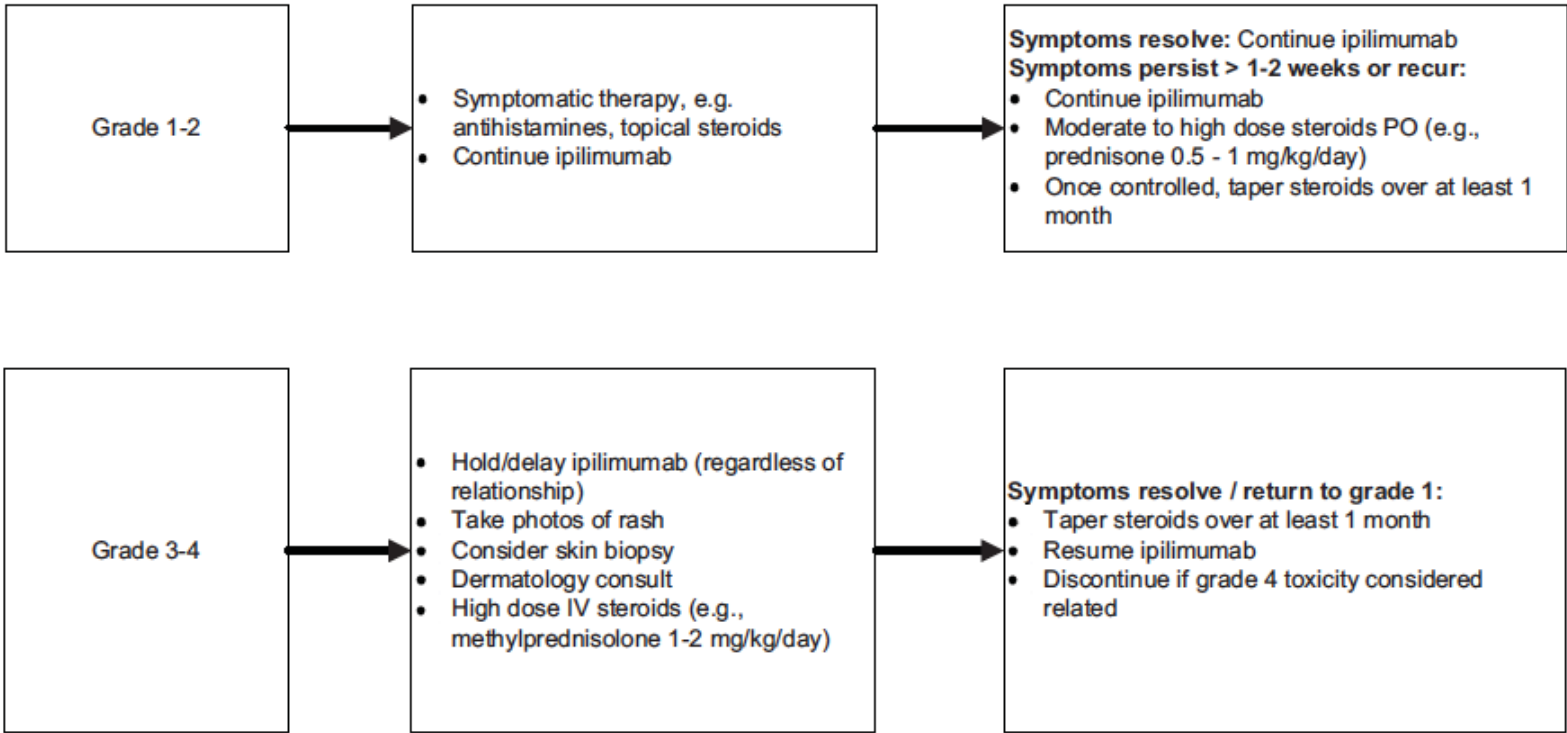 Grade 1-2
• Symptomatic therapy, e.g.
antihistamines, topical steroids
• Continue ipilimumab
Symptoms resolve: Continue ipilimumab
Symptoms persist > 1-2 weeks or recur:
• Continue ipilimumab
• Moderate to high dose steroids PO (e.g.,
prednisone 0.5 - 1 mg/kg/day)
• Once controlled, taper steroids over at least 1
month
Grade 3-4
• Hold/delay ipilimumab (regardless of
relationship)
• Take photos of rash
• Consider skin biopsy
• Dermatology consult
• High dose IV steroids (e.g.,
methylprednisolone 1-2 mg/kg/day)
Symptoms resolve / return to grade 1:
• Taper steroids over at least 1 month
• Resume ipilimumab
• Discontinue if grade 4 toxicity considered
related